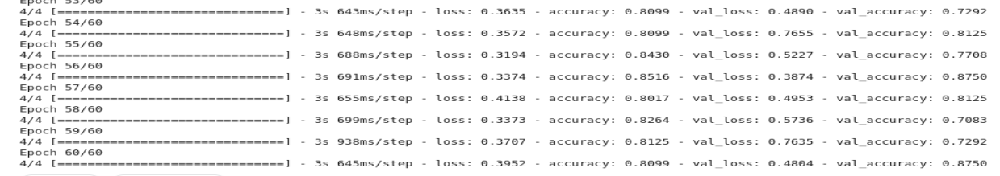 Epoch 53/60
4/4 [==============================] - 3s 643ms/step - loss: 0.3635 - accuracy: 0.8099 - val_loss: 0.4890 - val_accuracy: 0.7292
Epoch 54/60
4/4 [==============================] - 3s 648ms/step - loss: 0.3572 - accuracy: 0.8099 - val_loss: 0.7655 - val_accuracy: 0.8125
Epoch 55/60
4/4 [==============================] - 3s 688ms/step - loss: 0.3194 - accuracy: 0.8430 - val_loss: 0.5227 - val_accuracy: 0.7708
Epoch 56/60
4/4 [==============================] - 3s 691ms/step - loss: 0.3374 - accuracy: 0.8516 - val_loss: 0.3874 - val_accuracy: 0.8750
Epoch 57/60
4/4 [==============================] - 3s 655ms/step - loss: 0.4138 - accuracy: 0.8017 - val_loss: 0.4953 - val_accuracy: 0.8125
Epoch 58/60
4/4 [==============================] - 3s 699ms/step - loss: 0.3373 - accuracy: 0.8264 - val_loss: 0.5736 - val_accuracy: 0.7083
Epoch 59/60
4/4 [==============================] - 3s 938ms/step - loss: 0.3707 - accuracy: 0.8125 - val_loss: 0.7635 - val_accuracy: 0.7292
Epoch 60/60
4/4 [==============================] - 3s 645ms/step - loss: 0.3952 - accuracy: 0.8099 - val_loss: 0.4804 - val_accuracy: 0.8750